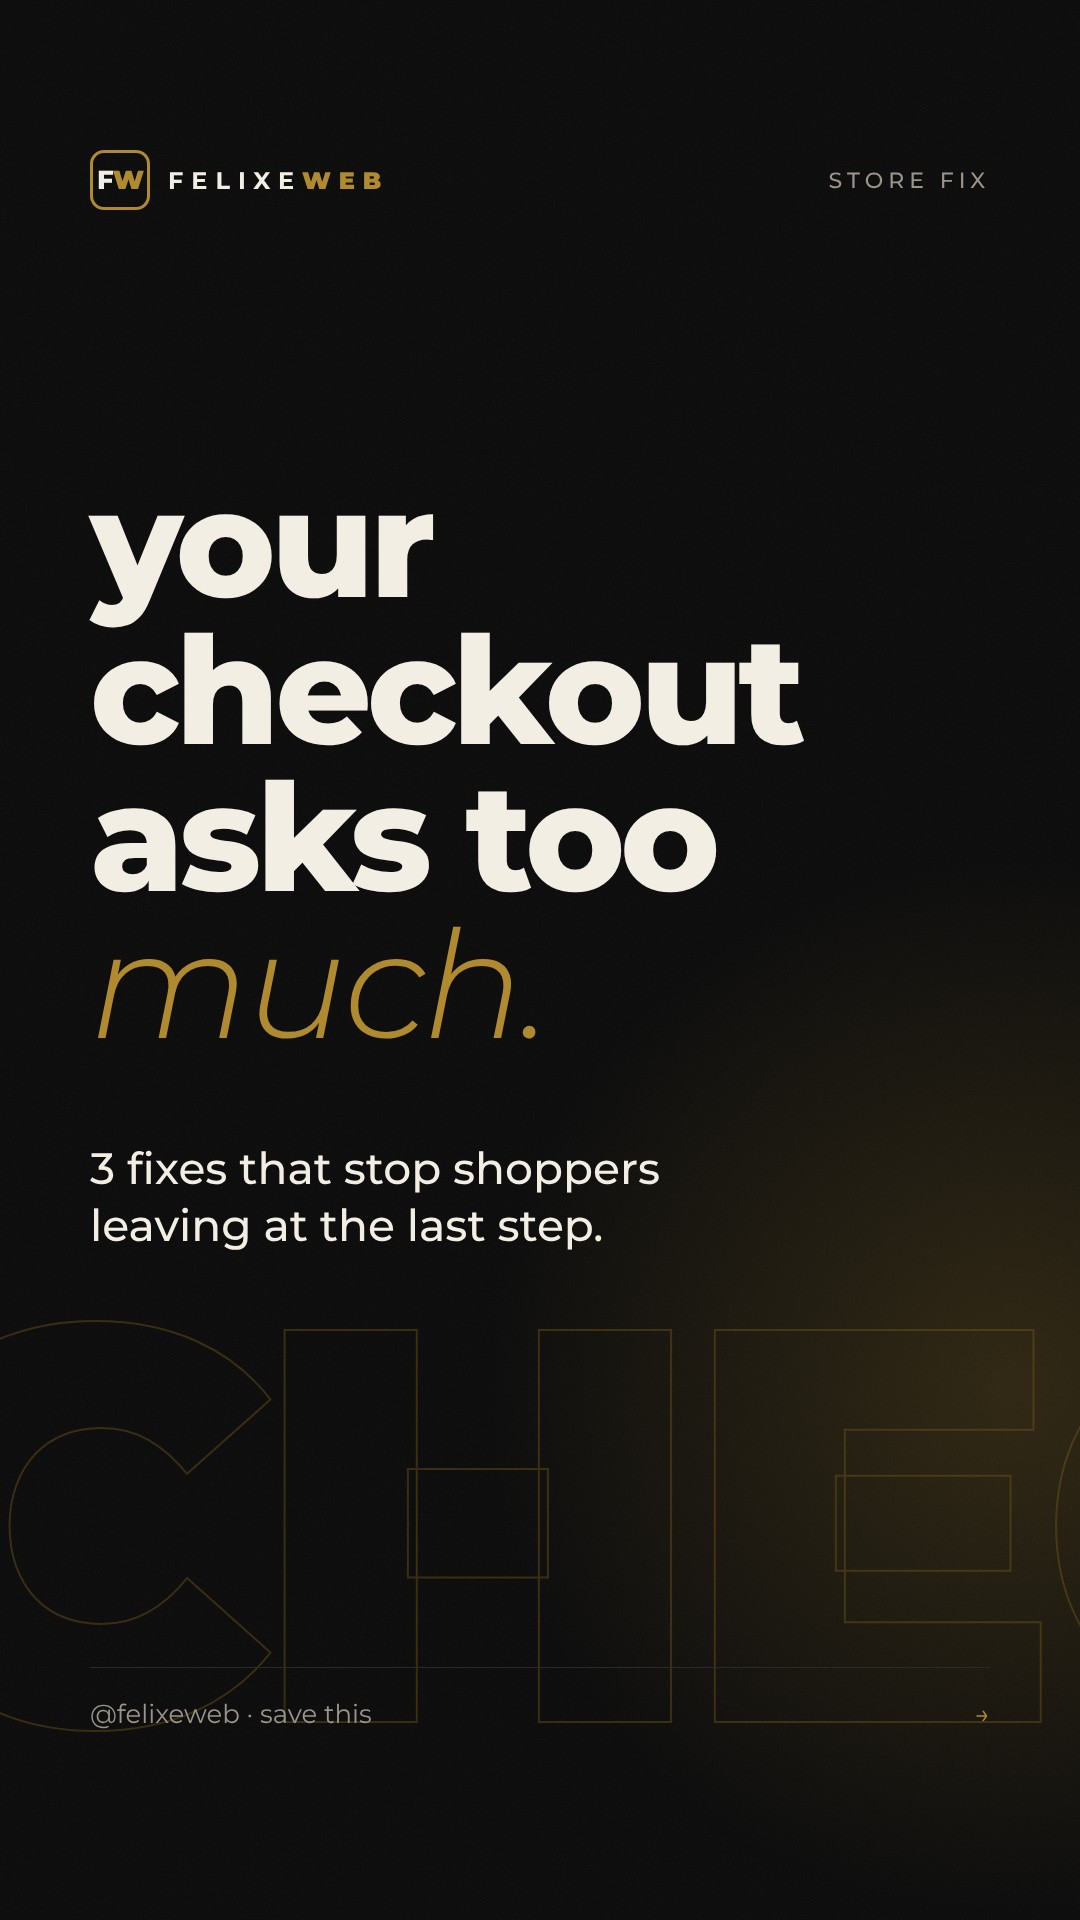 FW FELIXEWEB
STORE FIX
your
checkout
asks too
much.
3 fixes that stop shoppers
leaving at the last step.
CHE
@felixeweb · save this →